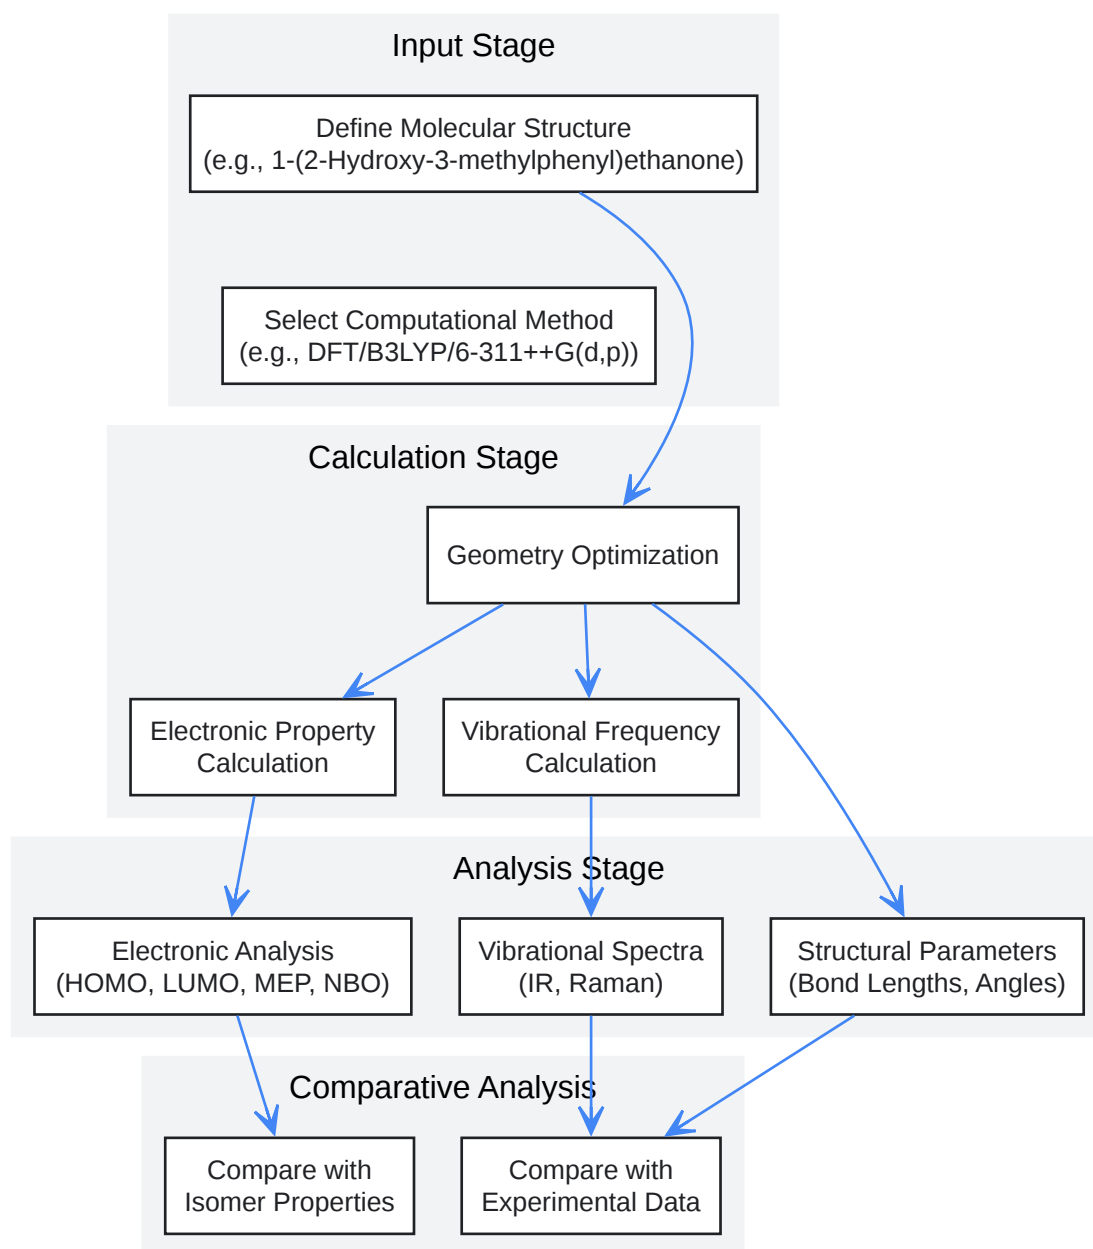 Input Stage
Define Molecular Structure
(e.g., 1-(2-Hydroxy-3-methylphenyl)ethanone)
Select Computational Method
(e.g., DFT/B3LYP/6-311++G(d,p))
Calculation Stage
Geometry Optimization
Electronic Property
Calculation
Vibrational Frequency
Calculation
Analysis Stage
Electronic Analysis
(HOMO, LUMO, MEP, NBO)
Vibrational Spectra
(IR, Raman)
Structural Parameters
(Bond Lengths, Angles)
Comparative Analysis
Compare with
Isomer Properties
Compare with
Experimental Data